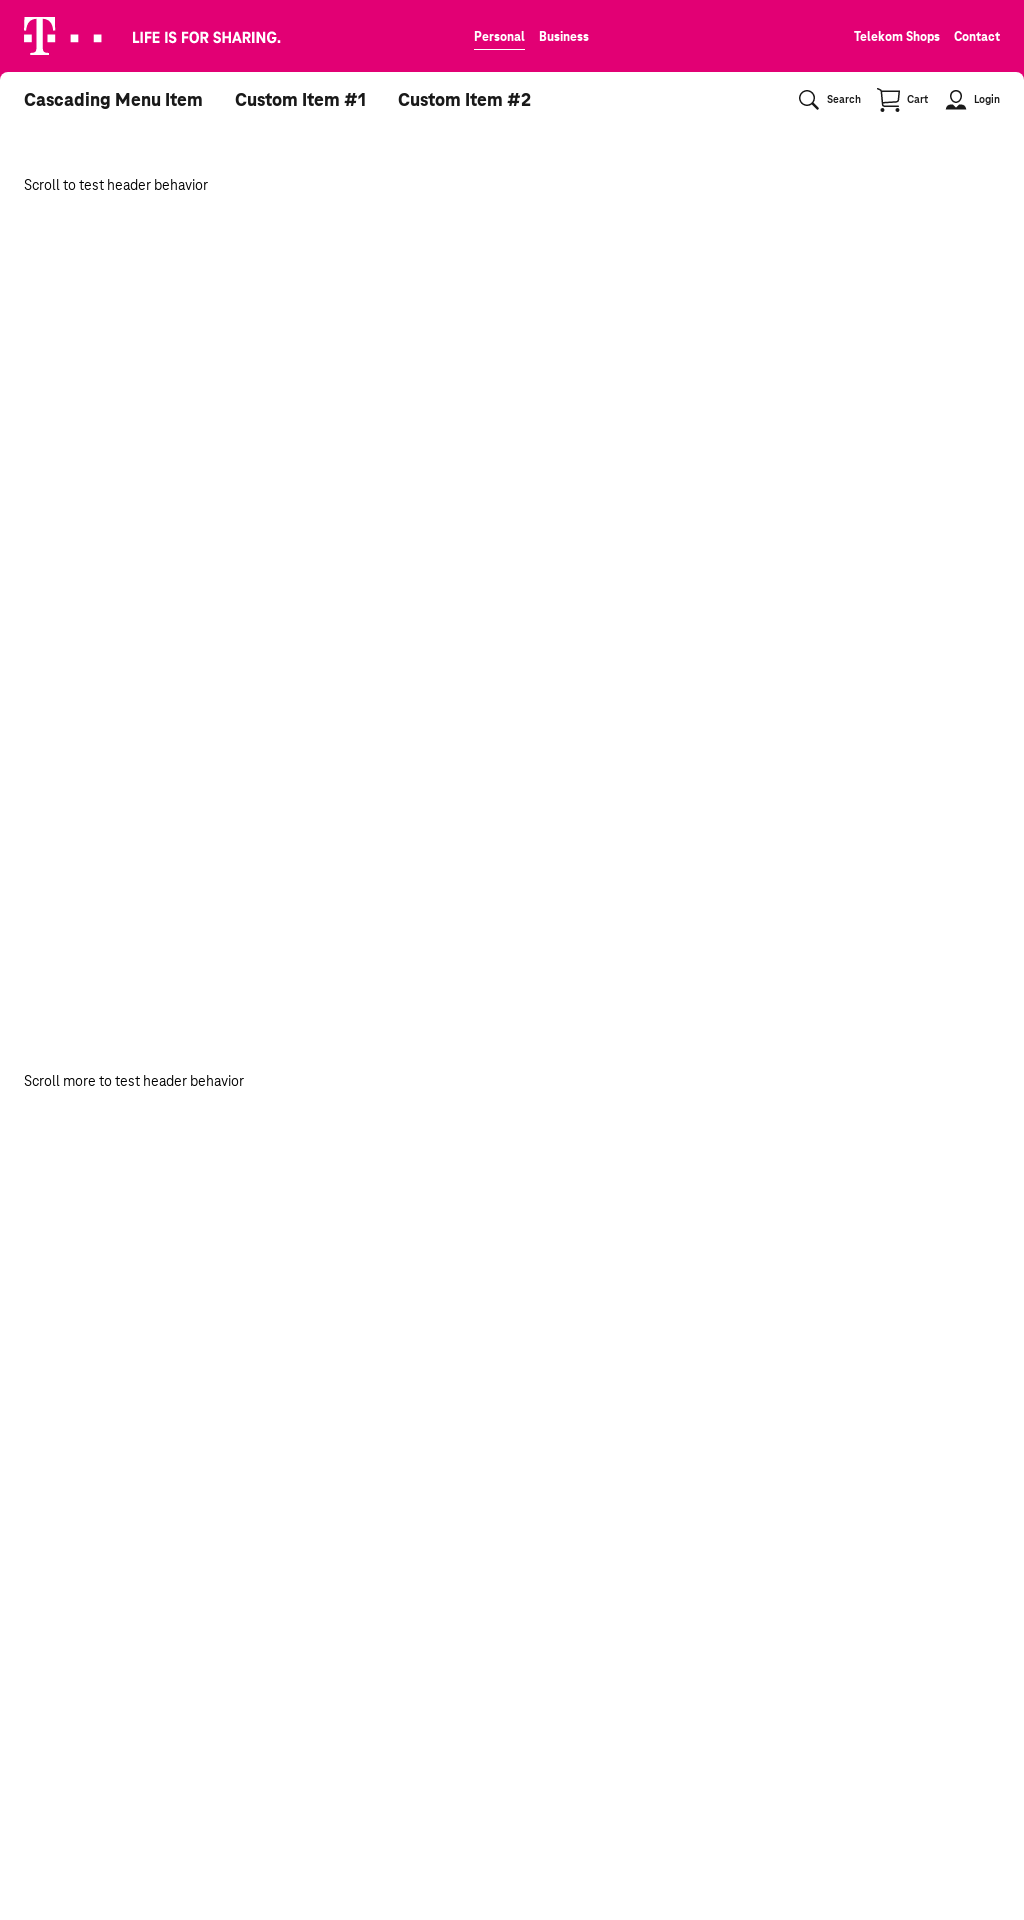 T
LIFE IS FOR SHARING.
Personal Business
Telekom Shops Contact
Cascading Menu Item Custom Item #1 Custom Item #2
Search Cart Login
Scroll to test header behavior
Scroll more to test header behavior